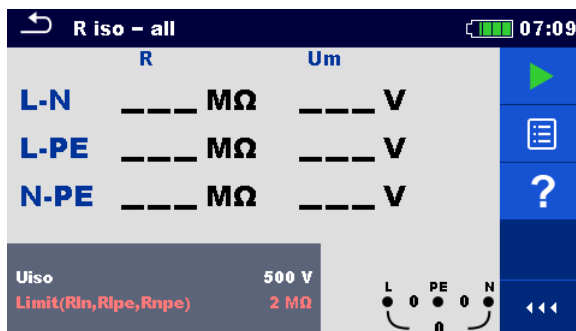 R iso – all 07:09
R Um
L-N ___ MΩ ___ V
L-PE ___ MΩ ___ V
N-PE ___ MΩ ___ V
?
Uiso 500 V
Limit(Rln,Rlpe,Rnpe) 2 MΩ
L PE N
0 0
0